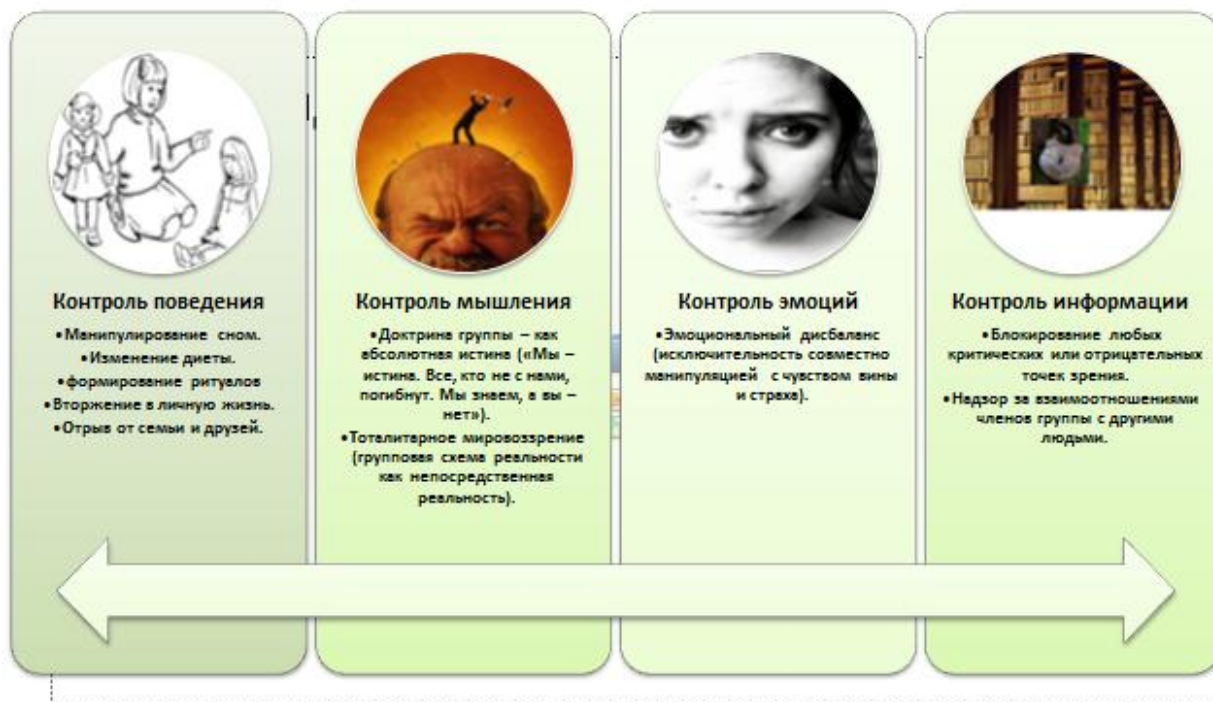 Контроль поведения
•Манипулирование сном.
•Изменение диеты.
•формирование ритуалов
•Вторжение в личную жизнь.
•Отрыв от семьи и друзей.
Контроль мышления
•Доктрина группы – как
абсолютная истина («Мы –
истина. Все, кто не с нами,
погибнут. Мы знаем, а вы –
нет»).
•Тоталитарное мировоззрение
(групповая схема реальности
как непосредственная
реальность).
Контроль эмоций
•Эмоциональный дисбаланс
(исключительность совместно
манипуляцией с чувством вины
и страха).
Контроль информации
•Блокирование любых
критических или отрицательных
точек зрения.
•Надзор за взаимоотношениями
членов группы с другими
людьми.